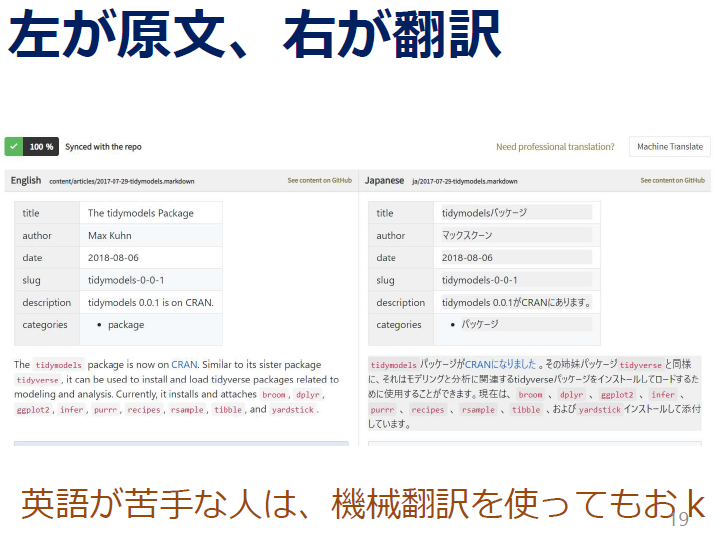 左が原文、右が翻訳
100 % Synced with the repo
Need professional translation?
Machine Translate
English content/articles/2017-07-29-tidymodels.markdown
See content on GitHub
title The tidymodels Package
author Max Kuhn
date 2018-08-06
slug tidymodels-0-0-1
description tidymodels 0.0.1 is on CRAN.
categories • package
The tidymodels package is now on CRAN. Similar to its sister package
tidyverse, it can be used to install and load tidyverse packages related to
modeling and analysis. Currently, it installs and attaches broom, dplyr,
ggplot2, infer, purrr, recipes, rsample, tibble, and yardstick.
Japanese ja/2017-07-29-tidymodels.markdown
See content on GitHub
title tidymodelsパッケージ
author マックスクーン
date 2018-08-06
slug tidymodels-0-0-1
description tidymodels 0.0.1がCRANにあります。
categories • パッケージ
tidymodels パッケージがCRANになりました 。その姉妹パッケージ tidyverse と同様
に、それはモデリングと分析に関連するtidyverseパッケージをインストールしてロードするた
めに使用することができます。現在は、 broom 、 dplyr 、 ggplot2 、 infer 、
purrr 、 recipes 、 rsample 、 tibble 、および yardstick インストールして添付
しています。
英語が苦手な人は、機械翻訳を使ってもおk
19